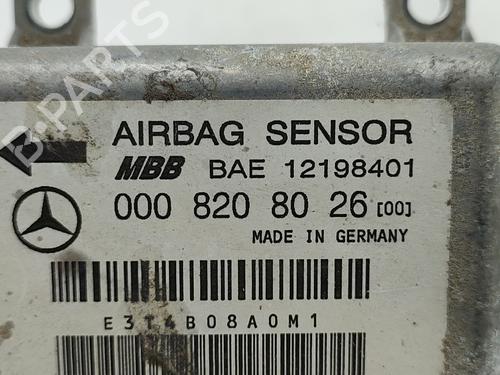 AIRBAG SENSOR
MBB BAE 12198401
000 820 80 26 [00]
MADE IN GERMANY
E3T4B08A0M1
B-PARTS